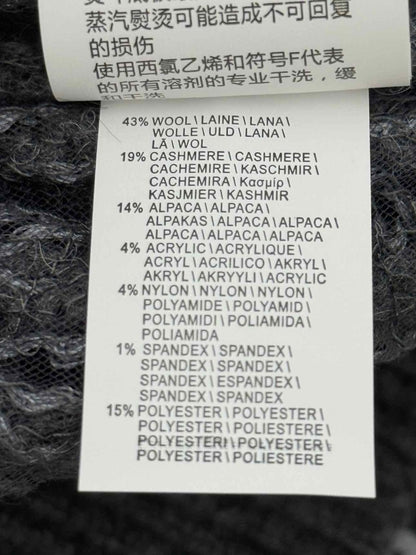 蒸汽熨烫可能造成不可回复
的损伤
使用四氯乙烯和符号F代表
的所有溶剂的专业干洗，缓
和干洗
43% WOOL \ LAINE \ LANA \
WOLLE \ ULD \ LANA \
LÃ \ WOL
19% CASHMERE \ CASHMERE \
CACHEMIRE \ KASCHMIR \
CACHEMIRA \ Κασμίρ \
KASJMIER \ KASHMIR
14% ALPACA \ ALPACA \
ALPAKAS \ ALPACA \ ALPACA \
ALPACA \ ALPACA \ ALPACA
4% ACRYLIC \ ACRYLIQUE \
ACRYL \ ACRILICO \ AKRYL \
AKRYL \ AKRYYLI \ ACRYLIC
4% NYLON \ NYLON \ NYLON \
POLYAMIDE \ POLYAMID \
POLYAMIDI \ POLIAMIDA \
POLIAMIDA
1% SPANDEX \ SPANDEX \
SPANDEX \ SPANDEX \
SPANDEX \ ESPANDEX \
SPANDEX \ SPANDEX
15% POLYESTER \ POLYESTER \
POLYESTER \ POLIESTERE \
POLYESTERI \ POLYESTER \
POLYESTER \ POLIESTERE